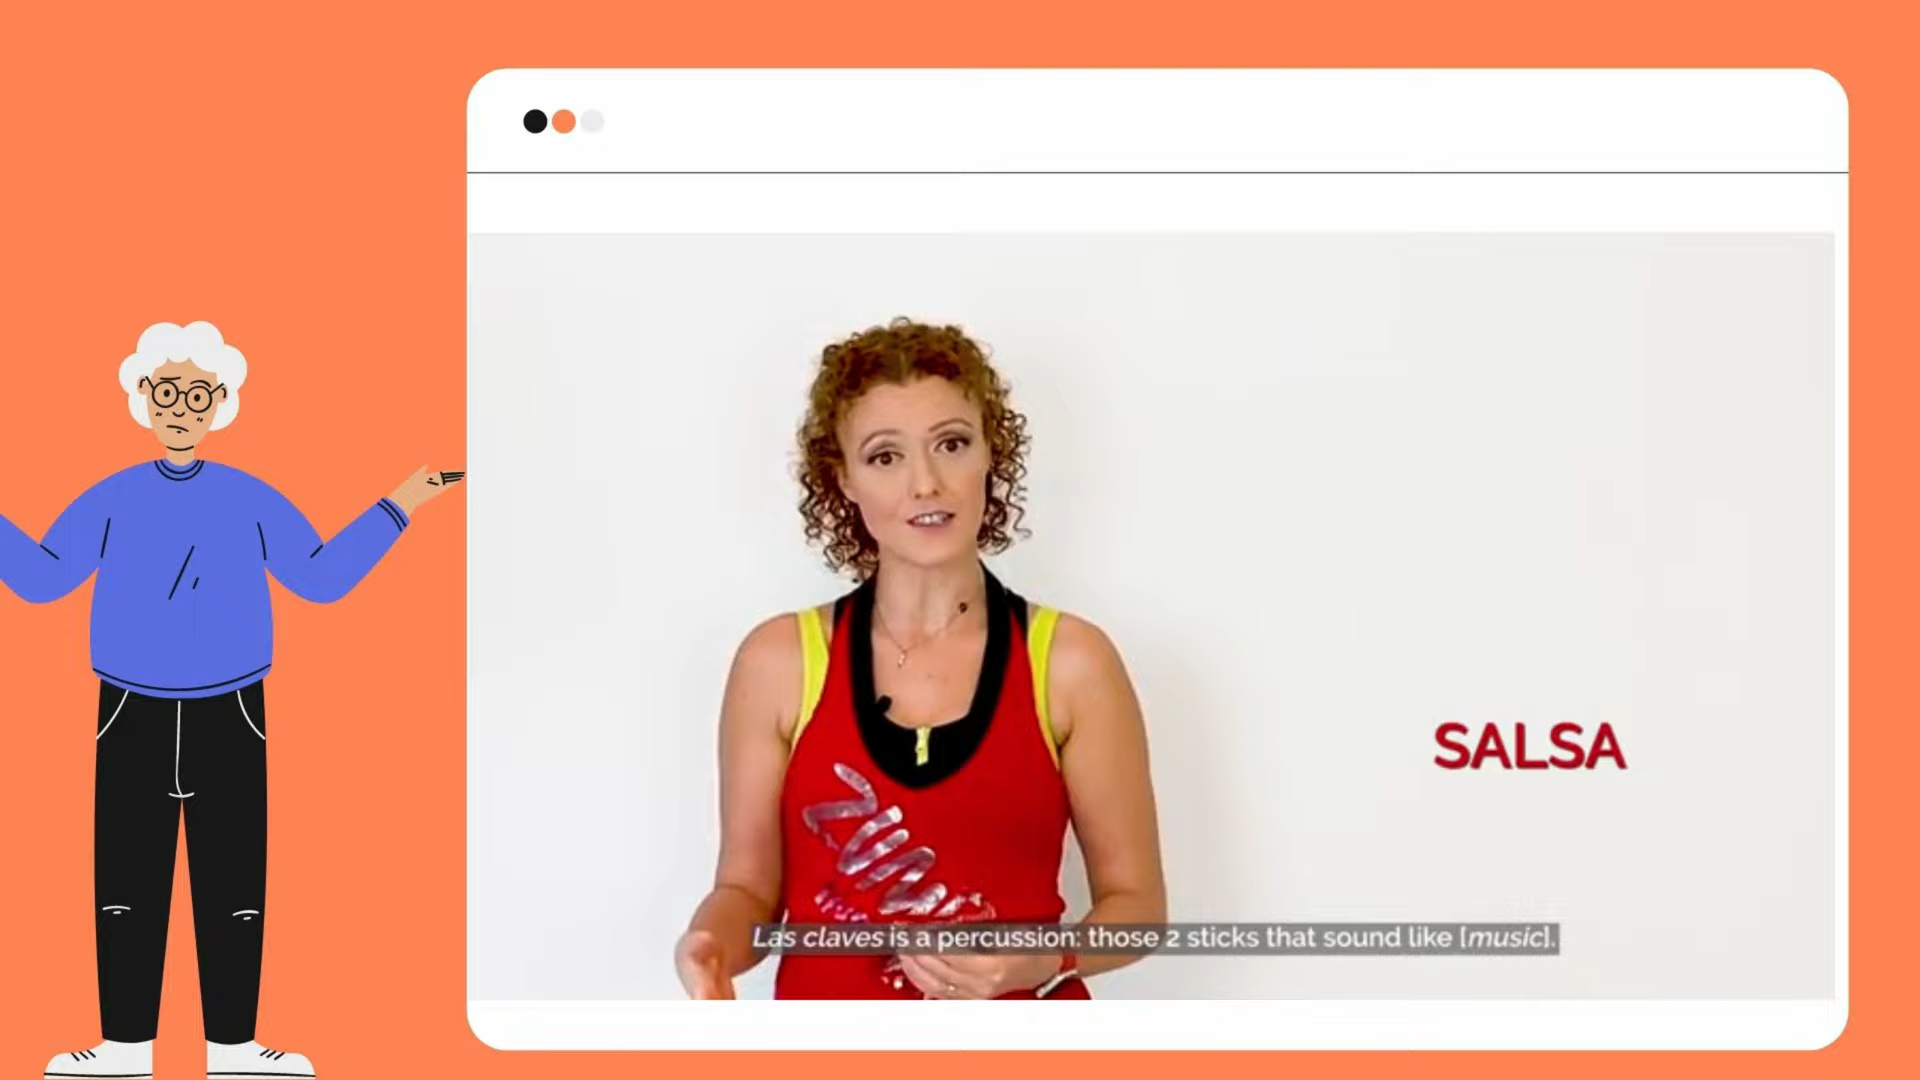 SALSA
Las claves is a percussion: those 2 sticks that sound like [music].